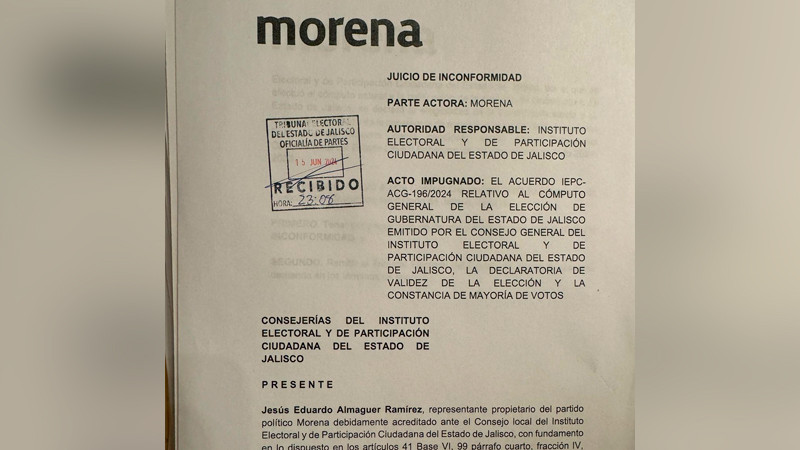 morena
JUICIO DE INCONFORMIDAD
PARTE ACTORA: MORENA
AUTORIDAD RESPONSABLE: INSTITUTO
ELECTORAL Y DE PARTICIPACIÓN
CIUDADANA DEL ESTADO DE JALISCO
TRIBUNAL ELECTORAL
DEL ESTADO DE JALISCO
OFICIALÍA DE PARTES
15 JUN 2024
RECIBIDO
HORA: 23:06
ACTO IMPUGNADO: EL ACUERDO IEPC-
ACG-196/2024 RELATIVO AL CÓMPUTO
GENERAL DE LA ELECCIÓN DE
GUBERNATURA DEL ESTADO DE JALISCO
EMITIDO POR EL CONSEJO GENERAL DEL
INSTITUTO ELECTORAL Y DE
PARTICIPACIÓN CIUDADANA DEL ESTADO
DE JALISCO, LA DECLARATORIA DE
VALIDEZ DE LA ELECCIÓN Y LA
CONSTANCIA DE MAYORÍA DE VOTOS
CONSEJERÍAS DEL INSTITUTO
ELECTORAL Y DE PARTICIPACIÓN
CIUDADANA DEL ESTADO DE
JALISCO
PRESENTE
Jesús Eduardo Almaguer Ramírez, representante propietario del partido
político Morena debidamente acreditado ante el Consejo local del Instituto
Electoral y de Participación Ciudadana del Estado de Jalisco, con fundamento
en lo dispuesto en los artículos 41 Base VI, 99 párrafo cuarto, fracción IV,